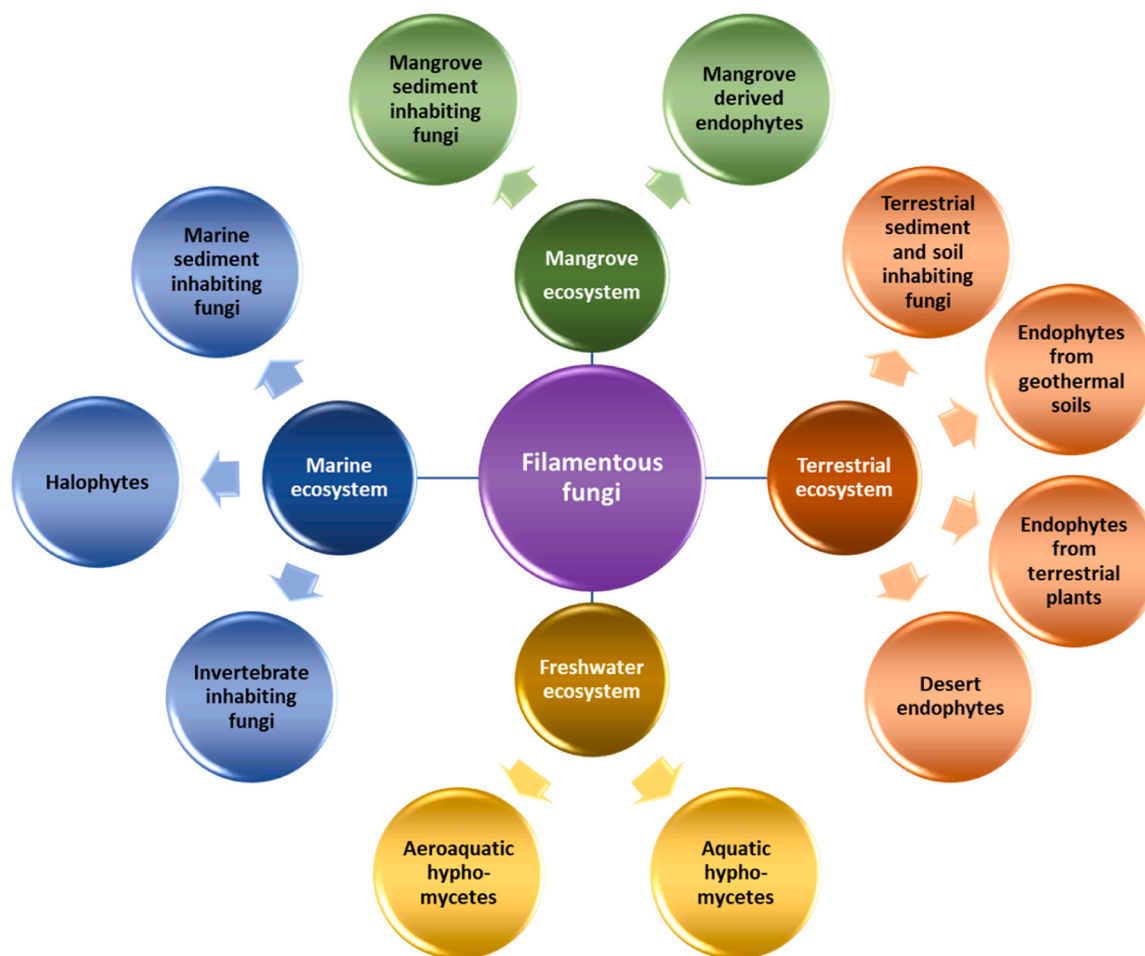 Mangrove
sediment
inhabiting
fungi
Mangrove
derived
endophytes
Marine
sediment
inhabiting
fungi
Mangrove
ecosystem
Terrestrial
sediment
and soil
inhabiting
fungi
Endophytes
from
geothermal
soils
Halophytes
Marine
ecosystem
Filamentous
fungi
Terrestrial
ecosystem
Endophytes
from
terrestrial
plants
Invertebrate
inhabiting
fungi
Freshwater
ecosystem
Desert
endophytes
Aeroaquatic
hypho-
mycetes
Aquatic
hypho-
mycetes